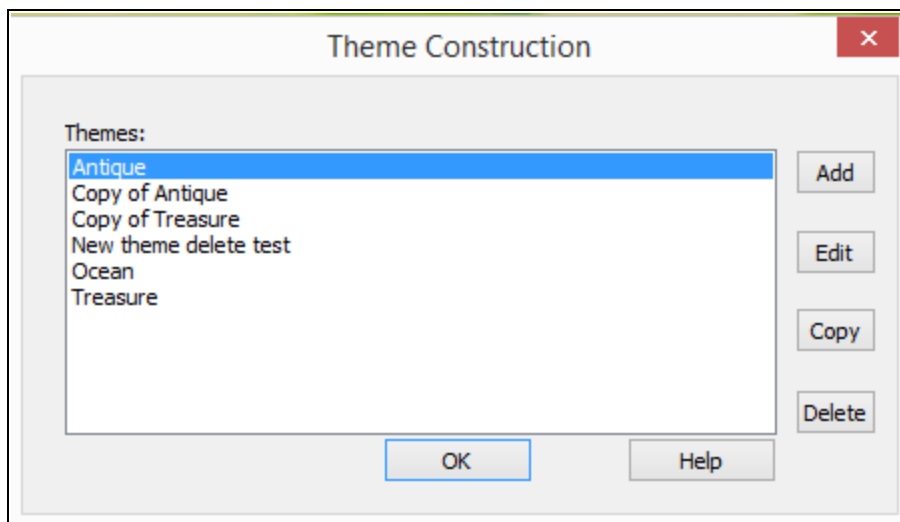 Theme Construction
Themes:
Antique
Copy of Antique
Copy of Treasure
New theme delete test
Ocean
Treasure
Add
Edit
Copy
Delete
OK
Help